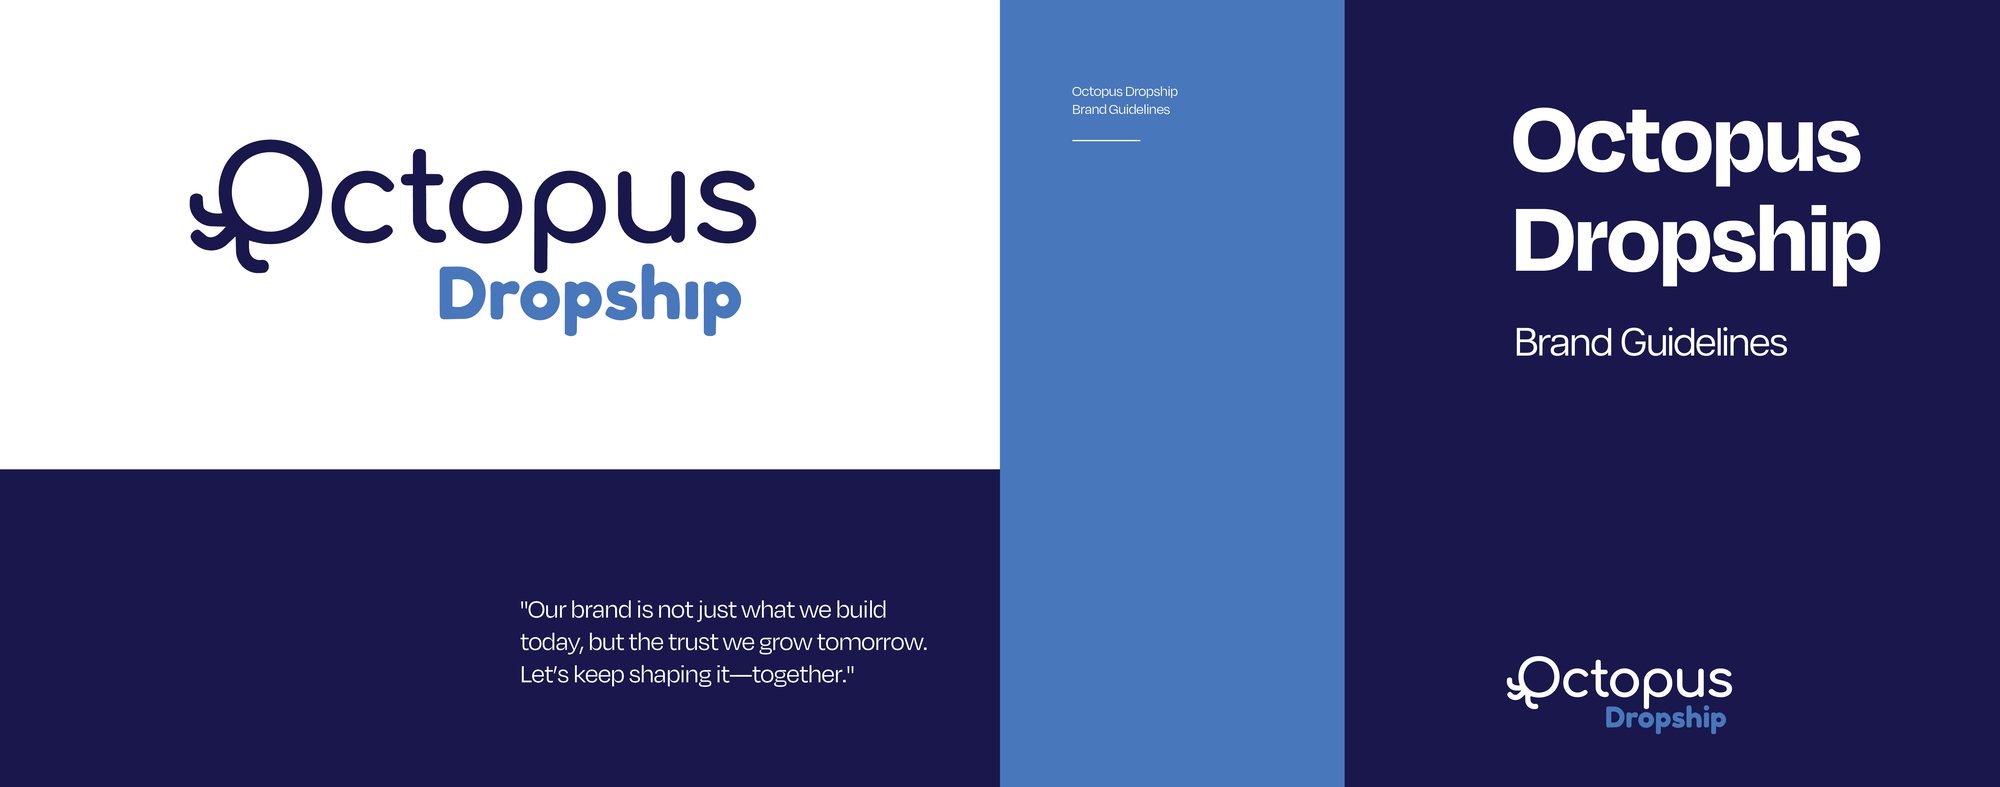 Octopus
Dropship
"Our brand is not just what we build
today, but the trust we grow tomorrow.
Let's keep shaping it—together."
Octopus Dropship
Brand Guidelines
Octopus
Dropship
Brand Guidelines
Octopus
Dropship